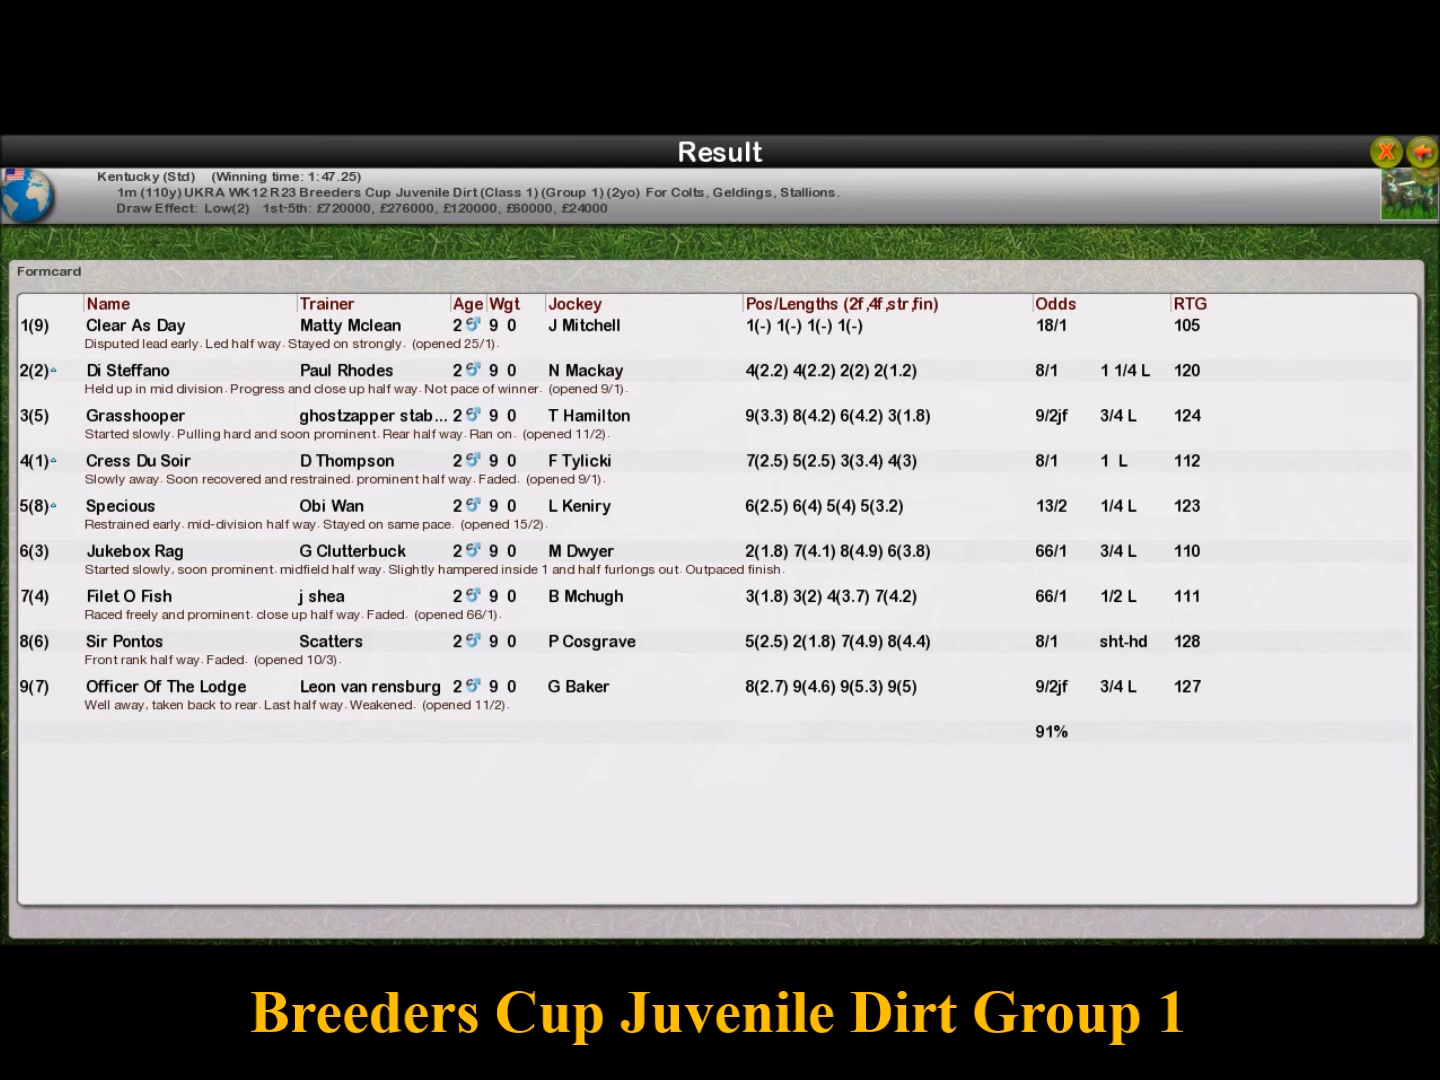 Result
X
Kentucky (Std) (Winning time: 1:47.25)
1m (110y) UKRA WK12 R23 Breeders Cup Juvenile Dirt (Class 1) (Group 1) (2yo) For Colts, Geldings, Stallions.
Draw Effect: Low(2) 1st-5th: £720000, £276000, £120000, £60000, £24000
Formcard
Name Trainer Age Wgt Jockey Pos/Lengths (2f,4f,str,fin) Odds RTG
1(9) Clear As Day Matty Mclean 2 9 0 J Mitchell 1(-) 1(-) 1(-) 1(-) 18/1 105
Disputed lead early. Led half way. Stayed on strongly. (opened 25/1).
2(2) Di Steffano Paul Rhodes 2 9 0 N Mackay 4(2.2) 4(2.2) 2(2) 2(1.2) 8/1 1 1/4 L 120
Held up in mid division. Progress and close up half way. Not pace of winner. (opened 9/1).
3(5) Grasshooper ghostzapper stab... 2 9 0 T Hamilton 9(3.3) 8(4.2) 6(4.2) 3(1.8) 9/2jf 3/4 L 124
Started slowly. Pulling hard and soon prominent. Rear half way. Ran on. (opened 11/2).
4(1) Cress Du Soir D Thompson 2 9 0 F Tylicki 7(2.5) 5(2.5) 3(3.4) 4(3) 8/1 1 L 112
Slowly away. Soon recovered and restrained. prominent half way. Faded. (opened 9/1).
5(8) Specious Obi Wan 2 9 0 L Keniry 6(2.5) 6(4) 5(4) 5(3.2) 13/2 1/4 L 123
Restrained early. mid-division half way. Stayed on same pace. (opened 15/2).
6(3) Jukebox Rag G Clutterbuck 2 9 0 M Dwyer 2(1.8) 7(4.1) 8(4.9) 6(3.8) 66/1 3/4 L 110
Started slowly, soon prominent. midfield half way. Slightly hampered inside 1 and half furlongs out. Outpaced finish.
7(4) Filet O Fish j shea 2 9 0 B Mchugh 3(1.8) 3(2) 4(3.7) 7(4.2) 66/1 1/2 L 111
Raced freely and prominent. close up half way. Faded. (opened 66/1).
8(6) Sir Pontos Scatters 2 9 0 P Cosgrave 5(2.5) 2(1.8) 7(4.9) 8(4.4) 8/1 sht-hd 128
Front rank half way. Faded. (opened 10/3).
9(7) Officer Of The Lodge Leon van rensburg 2 9 0 G Baker 8(2.7) 9(4.6) 9(5.3) 9(5) 9/2jf 3/4 L 127
Well away, taken back to rear. Last half way. Weakened. (opened 11/2).
91%
Breeders Cup Juvenile Dirt Group 1